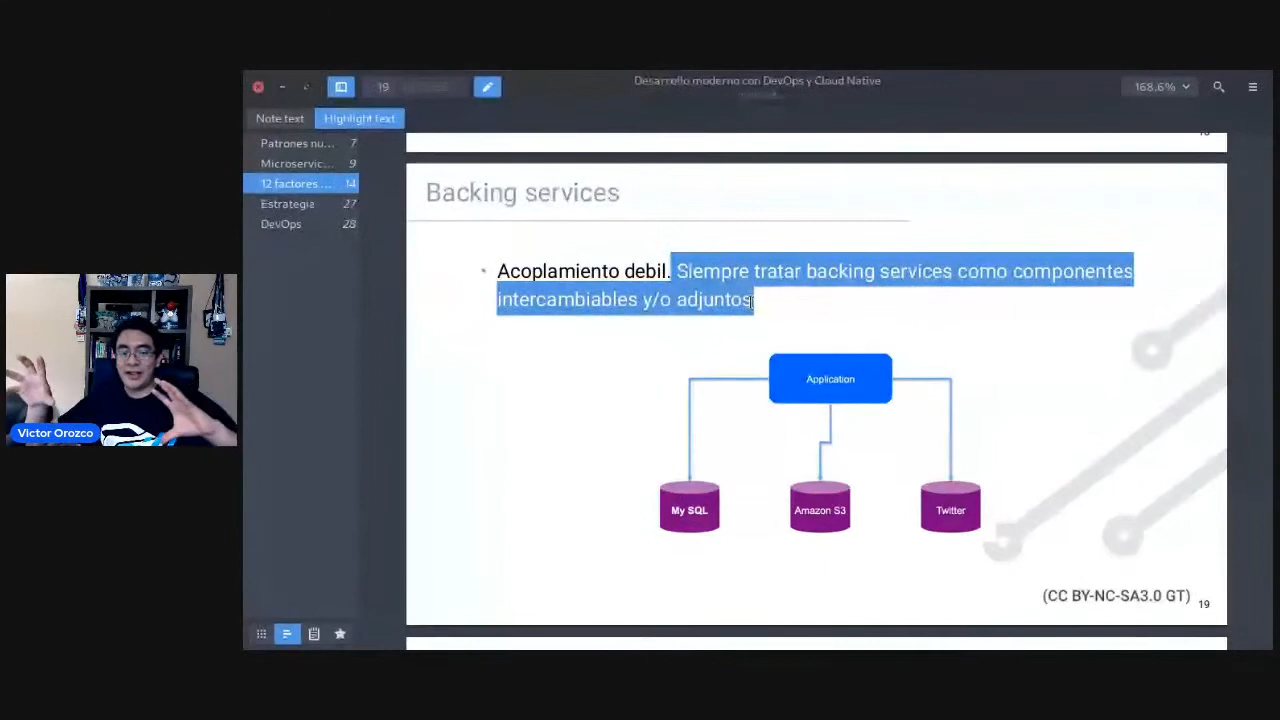 Desarrollo moderno con DevOps y Cloud Native
19
168.6%
Note text
Highlight text
Patrones nu... 7
Microservic... 9
12 factores ... 14
Estrategia 27
DevOps 28
Backing services
Acoplamiento debil. Siempre tratar backing services como componentes
intercambiables y/o adjuntos
Application
My SQL
Amazon S3
Twitter
(CC BY-NC-SA3.0 GT)
19
Victor Orozco